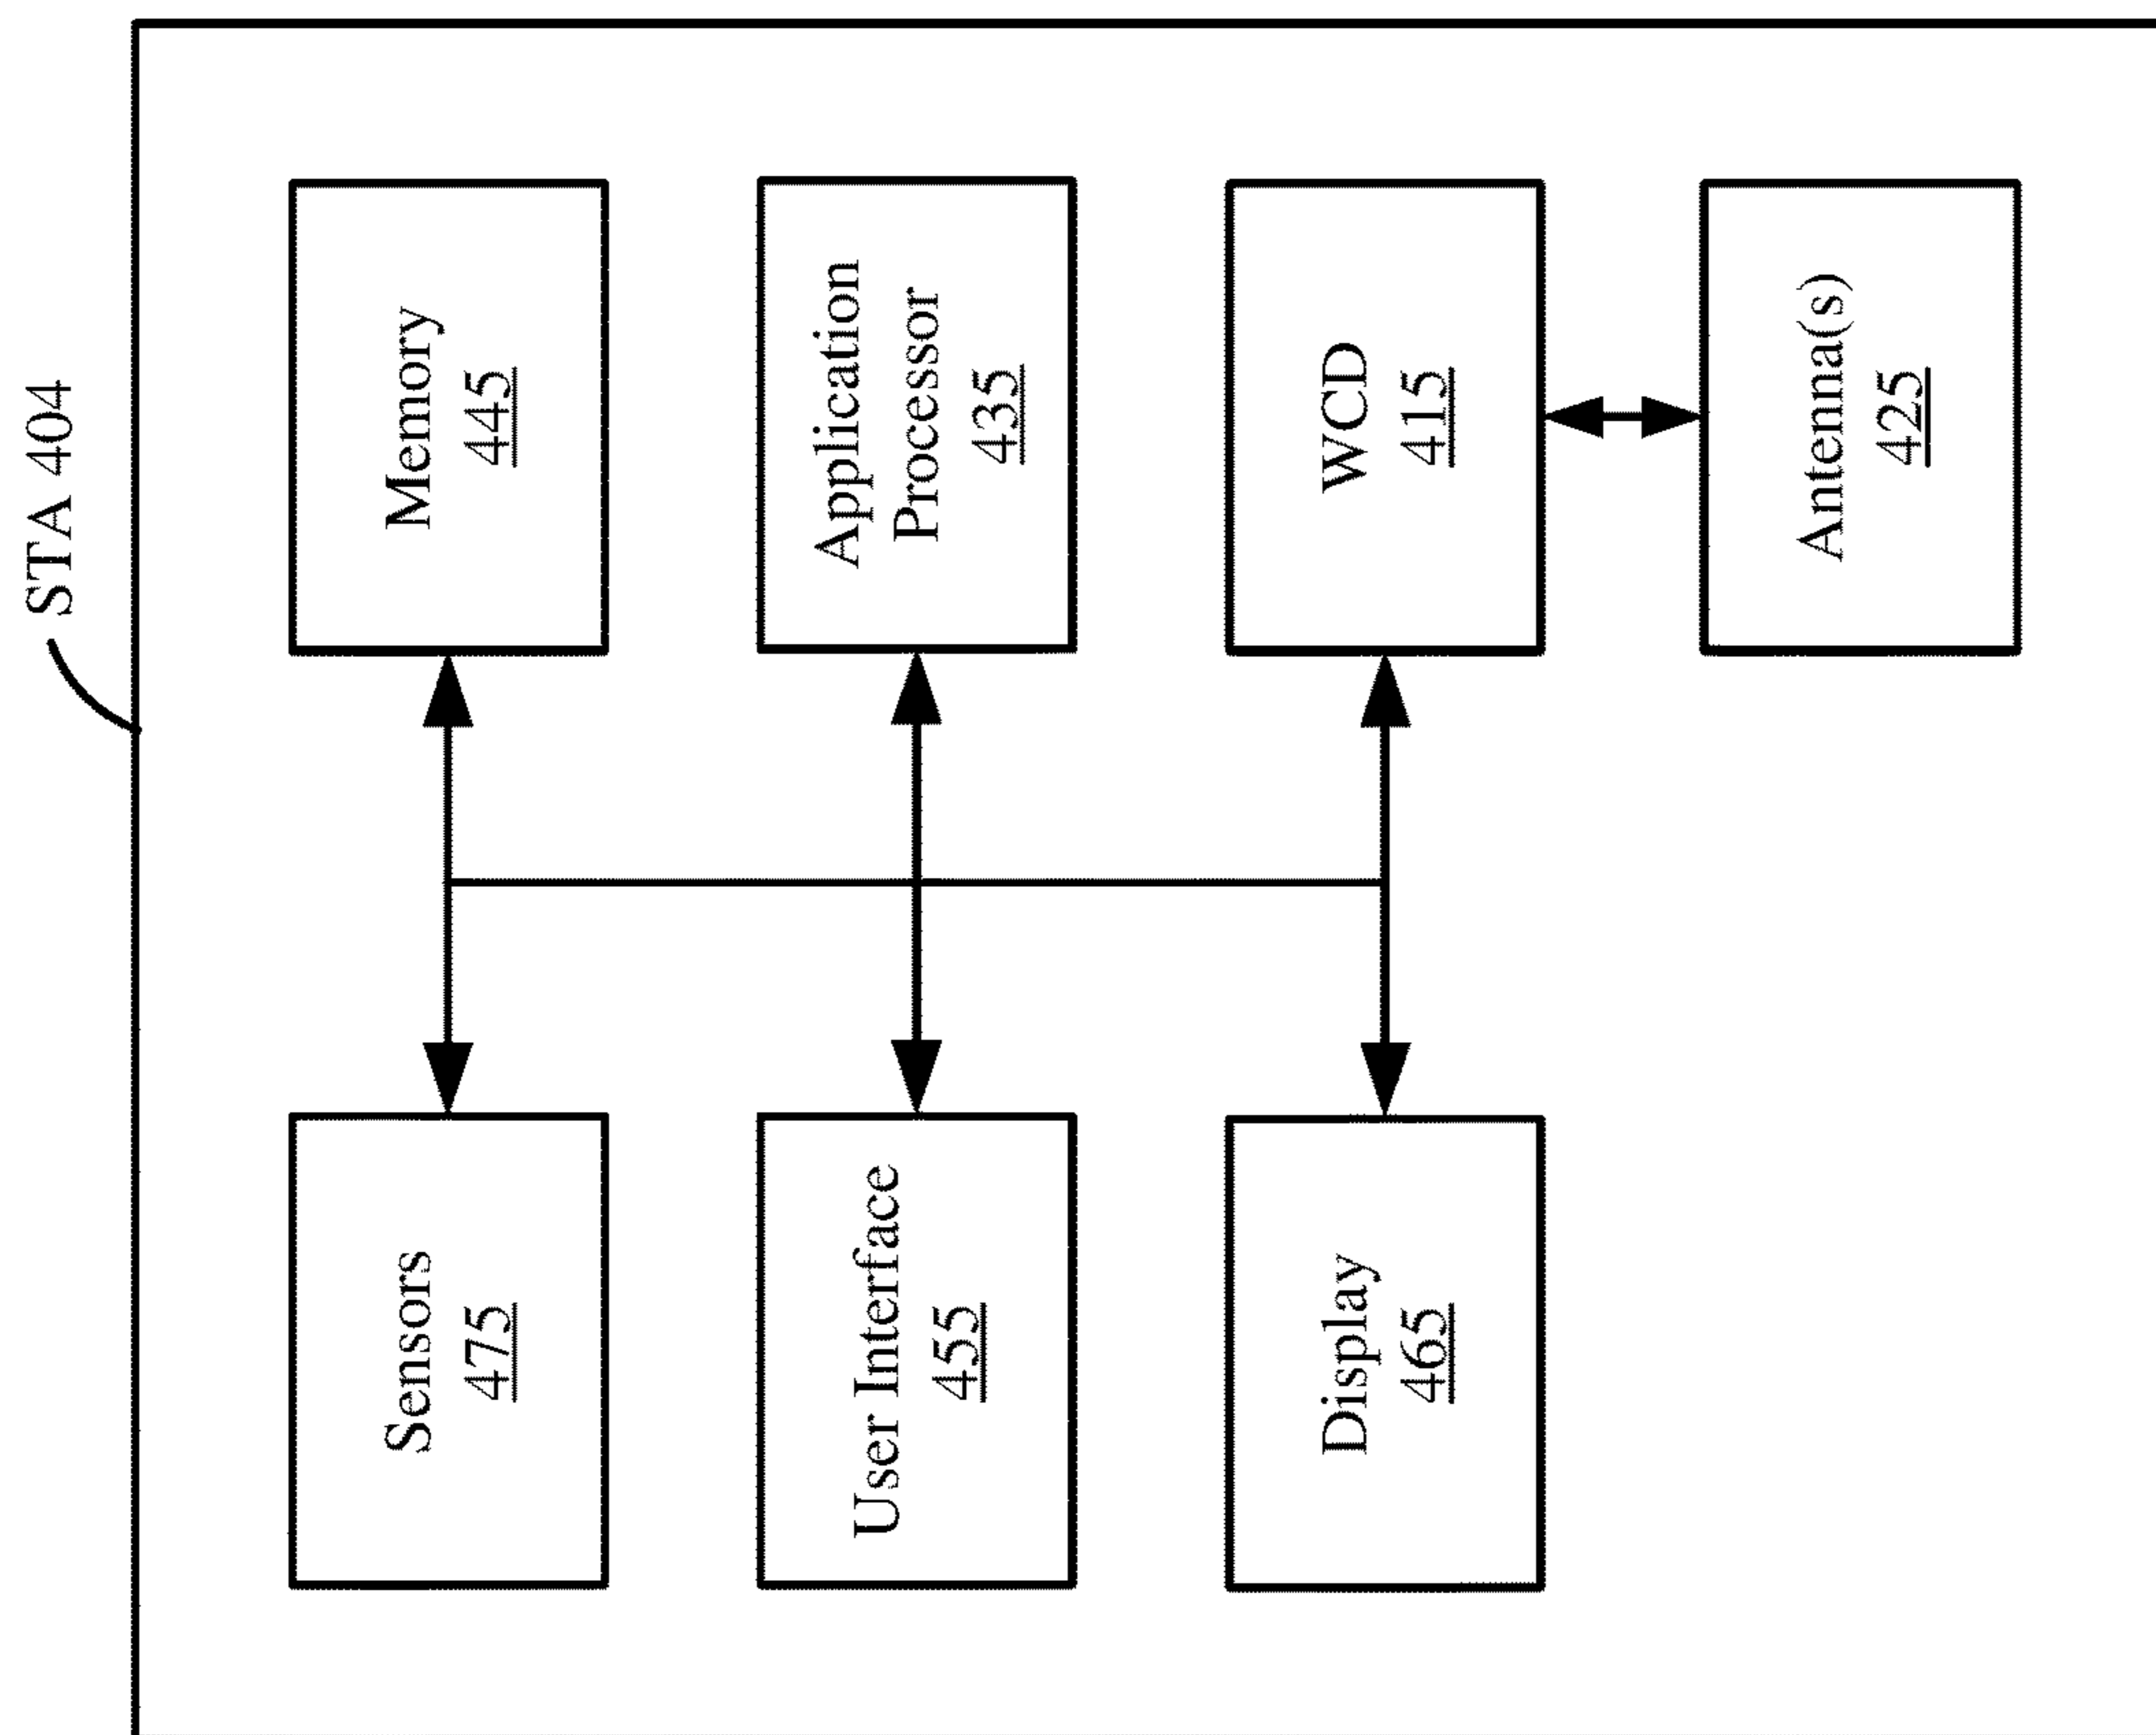 STA 404
Memory
445
Application
Processor
435
WCD
415
Antenna(s)
425
Sensors
475
User Interface
455
Display
465